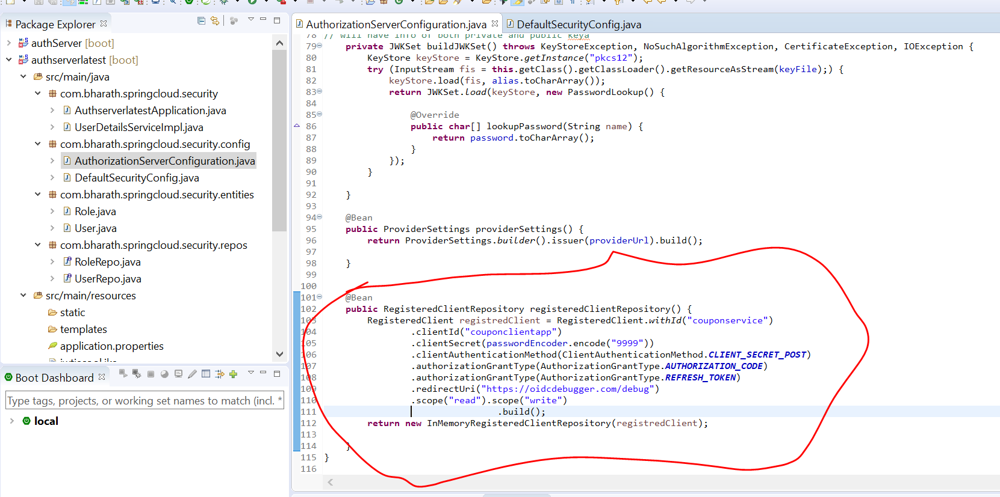 Package Explorer
authServer [boot]
authserverlatest [boot]
src/main/java
com.bharath.springcloud.security
AuthserverlatestApplication.java
UserDetailsServiceImpl.java
com.bharath.springcloud.security.config
AuthorizationServerConfiguration.java
DefaultSecurityConfig.java
com.bharath.springcloud.security.entities
Role.java
User.java
com.bharath.springcloud.security.repos
RoleRepo.java
UserRepo.java
src/main/resources
static
templates
application.properties
Boot Dashboard
Type tags, projects, or working set names to match (incl. *
local
AuthorizationServerConfiguration.java
DefaultSecurityConfig.java
78 // will have info of both private and public keya
79 private JWKSet buildJWKSet() throws KeyStoreException, NoSuchAlgorithmException, CertificateException, IOException {
80 KeyStore keyStore = KeyStore.getInstance("pkcs12");
81 try (InputStream fis = this.getClass().getClassLoader().getResourceAsStream(keyFile);) {
82 keyStore.load(fis, alias.toCharArray());
83 return JWKSet.load(keyStore, new PasswordLookup() {
84
85 @Override
86 public char[] lookupPassword(String name) {
87 return password.toCharArray();
88 }
89 });
90 }
91
92 }
93
94 @Bean
95 public ProviderSettings providerSettings() {
96 return ProviderSettings.builder().issuer(providerUrl).build();
97
98 }
99
100
101 @Bean
102 public RegisteredClientRepository registeredClientRepository() {
103 RegisteredClient registredClient = RegisteredClient.withId("couponservice")
104 .clientId("couponclientapp")
105 .clientSecret(passwordEncoder.encode("9999"))
106 .clientAuthenticationMethod(ClientAuthenticationMethod.CLIENT_SECRET_POST)
107 .authorizationGrantType(AuthorizationGrantType.AUTHORIZATION_CODE)
108 .authorizationGrantType(AuthorizationGrantType.REFRESH_TOKEN)
109 .redirectUri("https://oidcdebugger.com/debug")
110 .scope("read").scope("write")
111 .build();
112 return new InMemoryRegisteredClientRepository(registredClient);
113
114 }
115 }
116